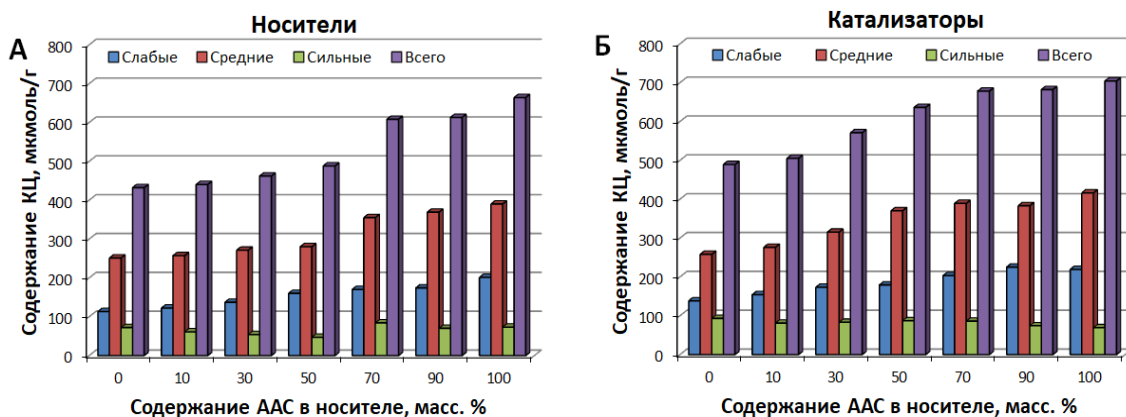 Носители
А
Слабые Средние Сильные Всего
Содержание КЦ, мкмоль/г
800
700
600
500
400
300
200
100
0
0 10 30 50 70 90 100
Содержание ААС в носителе, масс. %
Катализаторы
Б
Слабые Средние Сильные Всего
Содержание КЦ, мкмоль/г
800
700
600
500
400
300
200
100
0
0 10 30 50 70 90 100
Содержание ААС в носителе, масс. %